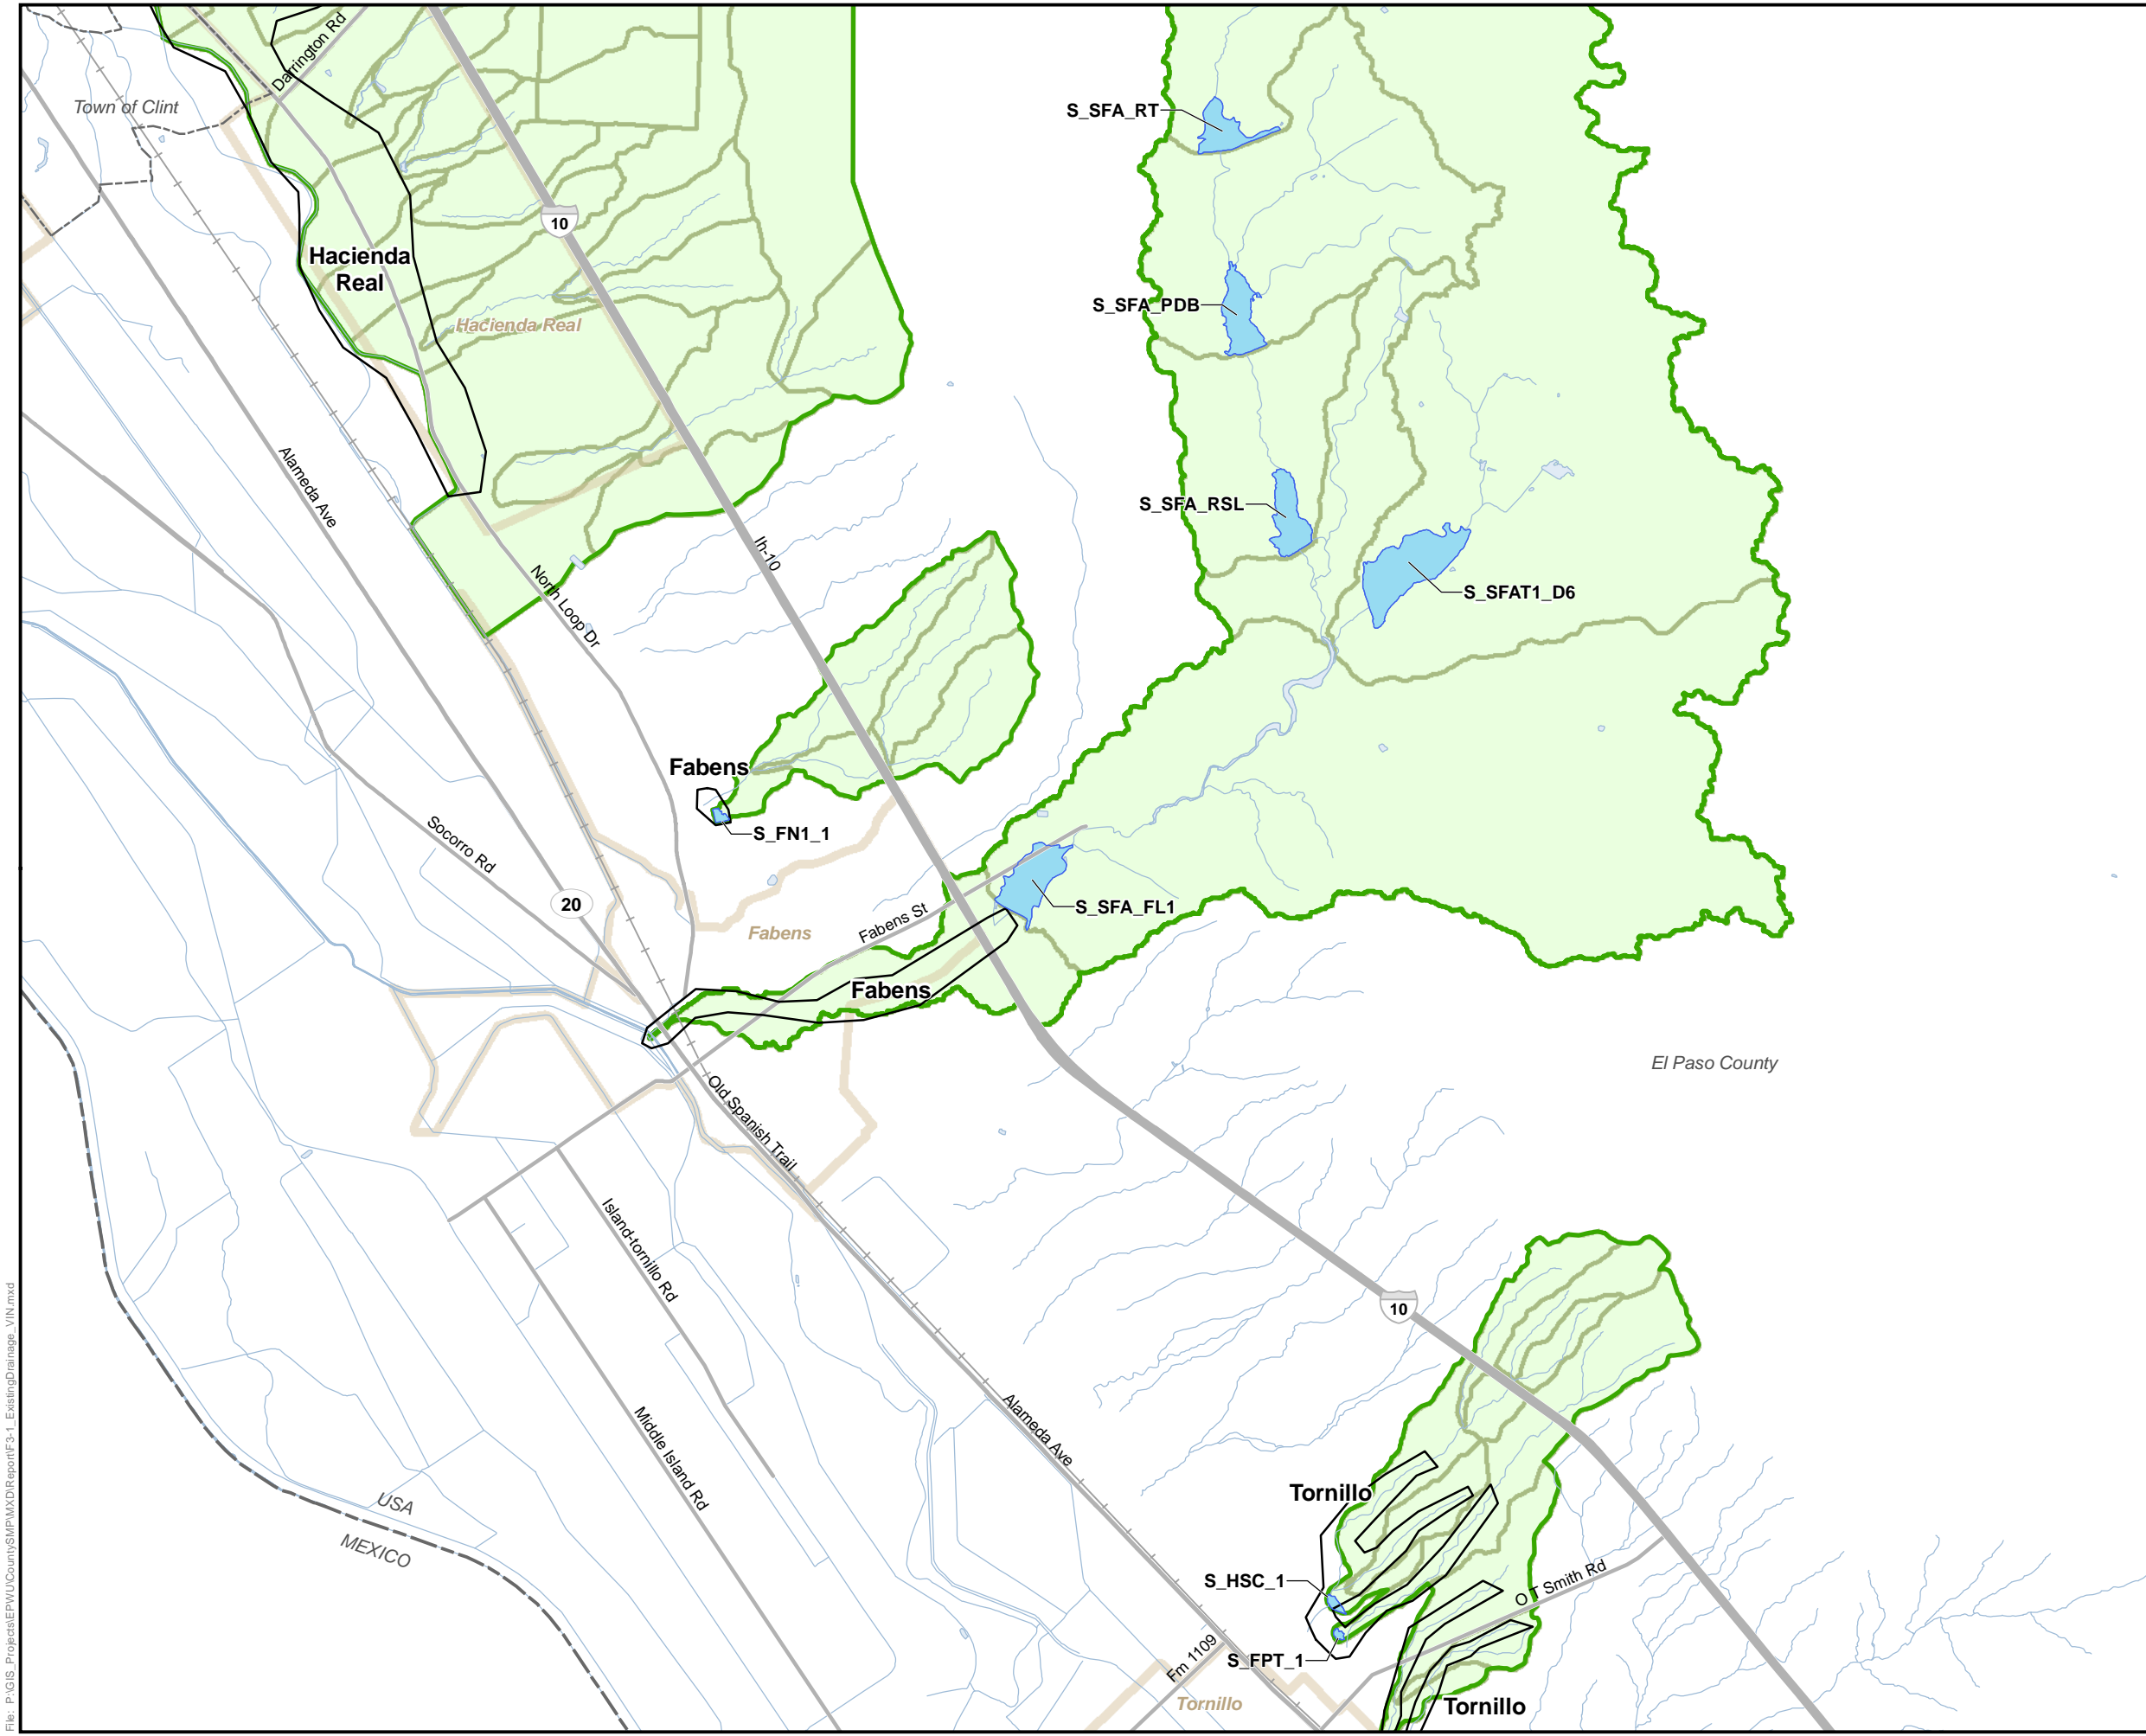 Darrington Rd
Town of Clint
S_SFA_RT
10
Hacienda
Real
S_SFA_PDB
Hacienda Real
Alameda Ave
S_SFA_RSL
Ih-10
North Loop Dr
S_SFAT1_D6
Fabens
S_FN1_1
Socorro Rd
20
S_SFA_FL1
Fabens St
Fabens
Fabens
El Paso County
Old Spanish Trail
Island-tornillo Rd
10
Alameda Ave
Middle Island Rd
USA
MEXICO
Tornillo
S_HSC_1
O T Smith Rd
Fm 1109
S_FPT_1
Tornillo
Tornillo
File: P:\GIS_Projects\EPWU\CountySMP\MXD\Report\F3-1_ExistingDrainage_VIN.mxd